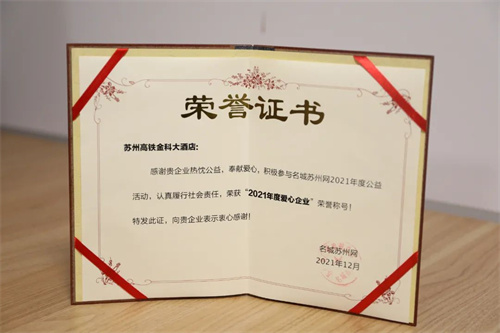 荣誉证书
苏州高铁金科大酒店:
感谢贵企业热忱公益，奉献爱心，积极参与名城苏州网2021年度公益
活动，认真履行社会责任，荣获“2021年度爱心企业”荣誉称号！
特发此证，向贵企业表示衷心感谢！
名城苏州网
2021年12月